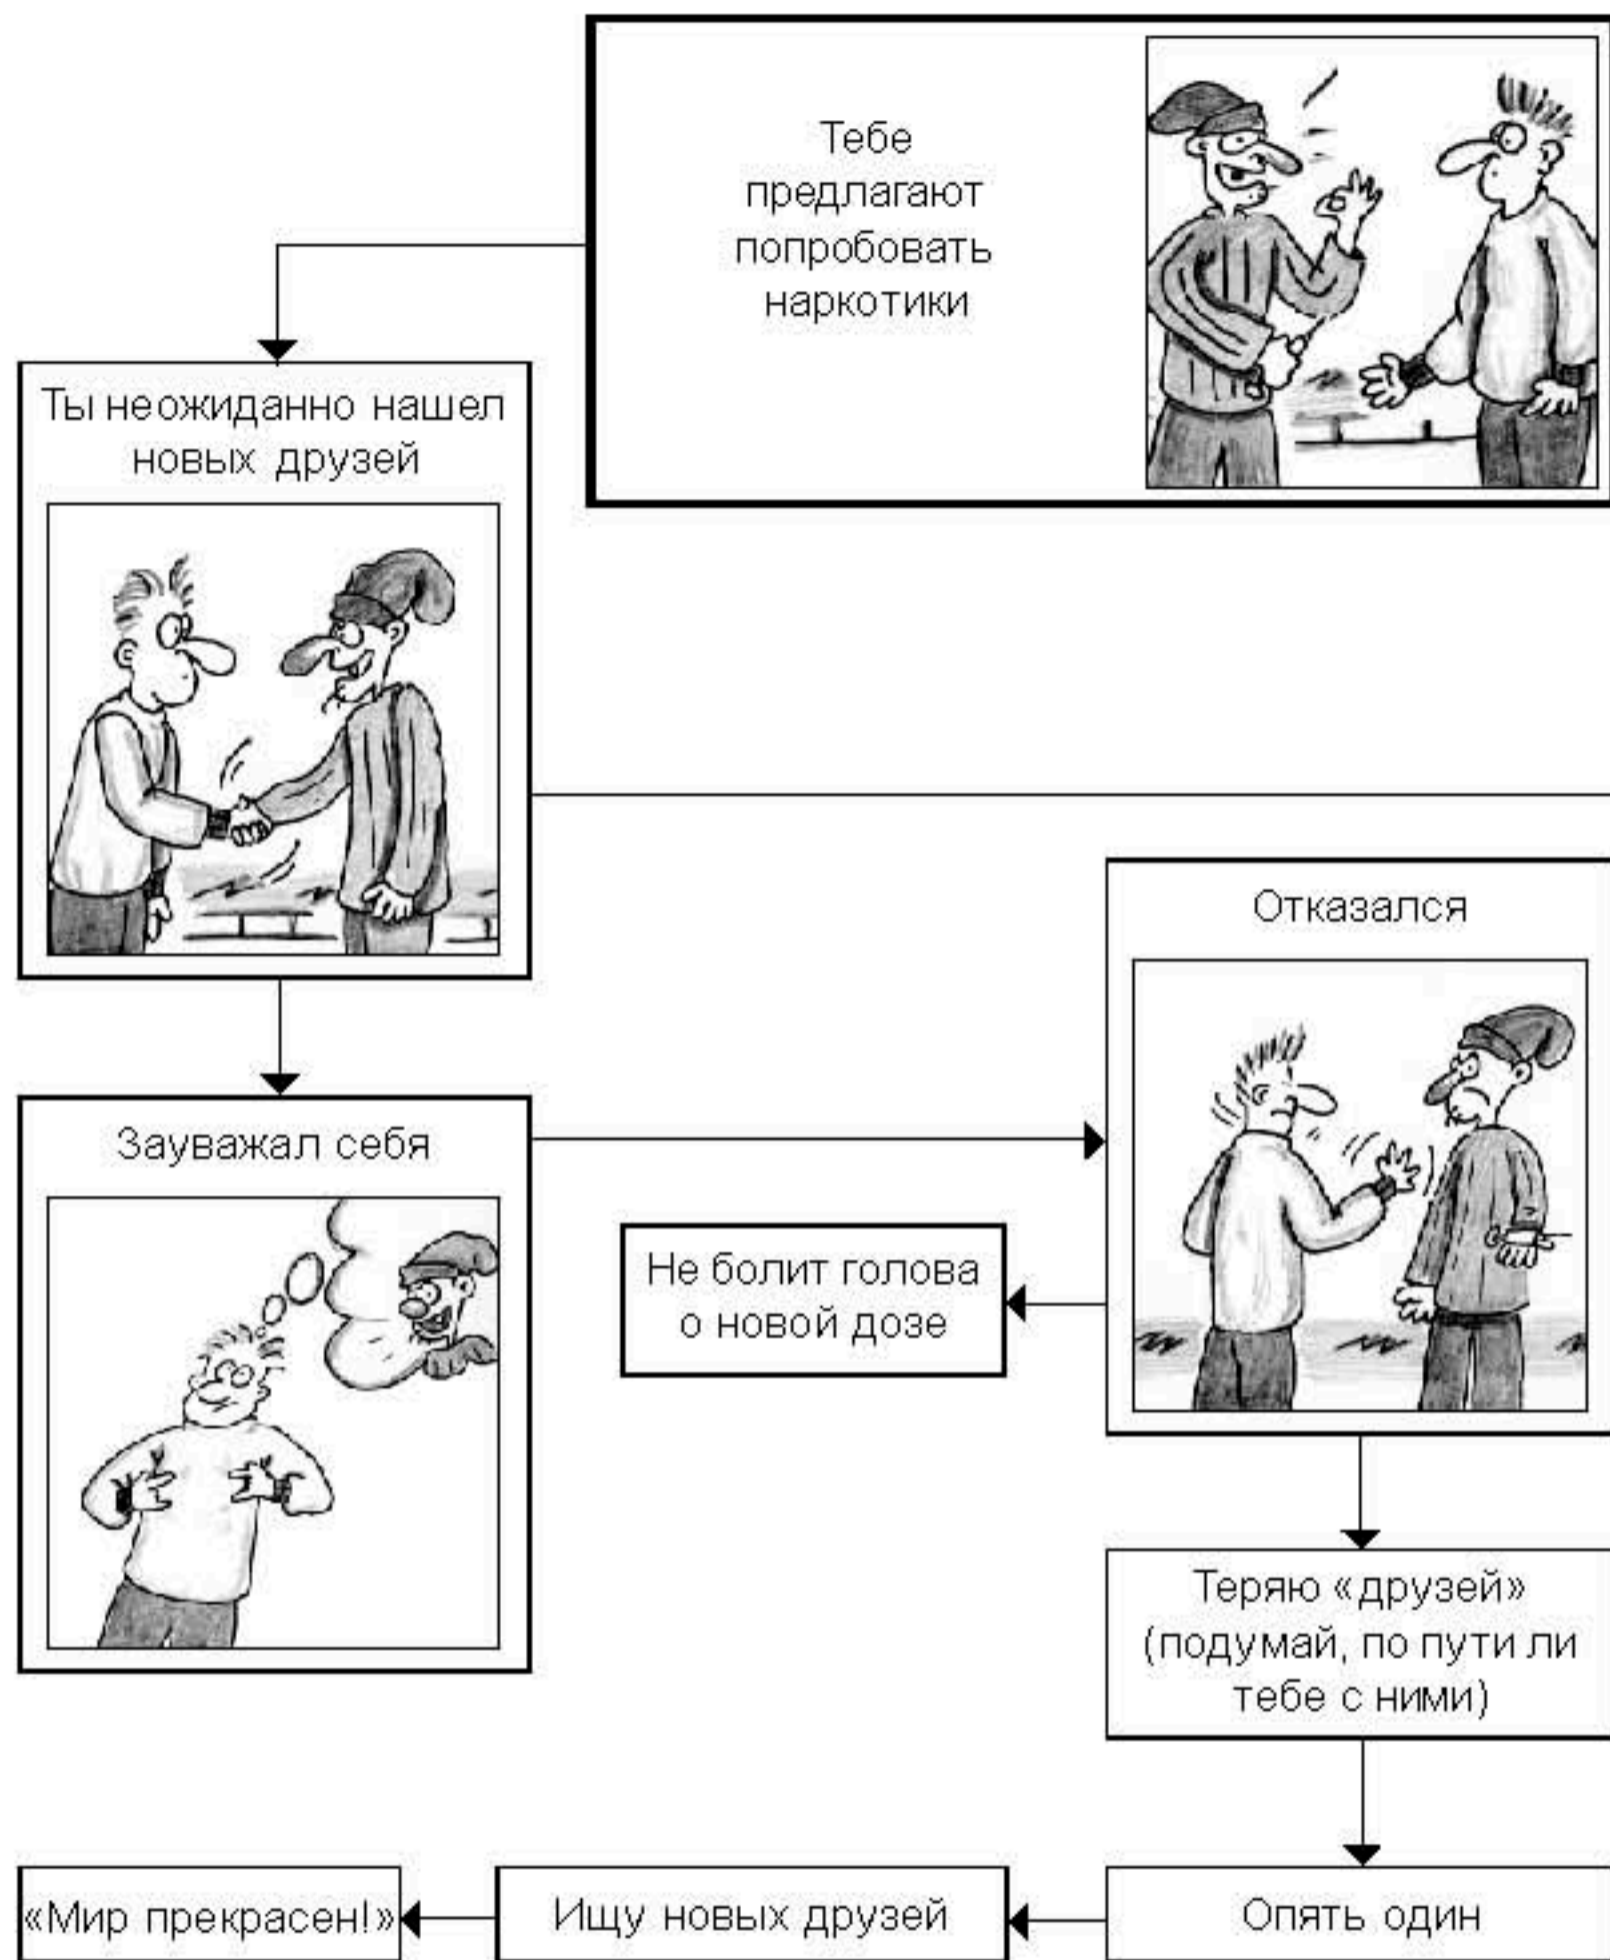 Тебе
предлагают
попробовать
наркотики
Ты неожиданно нашел
новых друзей
Отказался
Зауважал себя
Не болит голова
о новой дозе
Теряю «друзей»
(подумай, по пути ли
тебе с ними)
«Мир прекрасен!»
Ищу новых друзей
Опять один